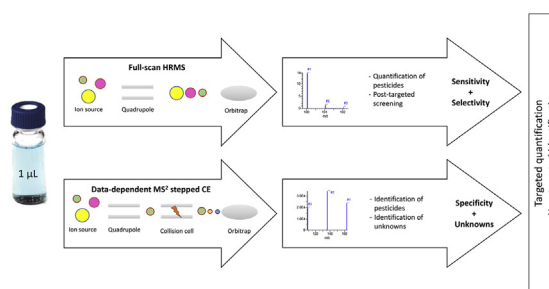 Full-scan HRMS
Ion source
Quadrupole
Orbitrap
- Quantification of
pesticides
- Post-targeted
screening
Sensitivity
+
Selectivity
1 µL
Data-dependent MS² stepped CE
Ion source
Quadrupole
Collision cell
Orbitrap
- Identification of
pesticides
- Identification of
unknowns
Specificity
+
Unknowns
Targeted quantification